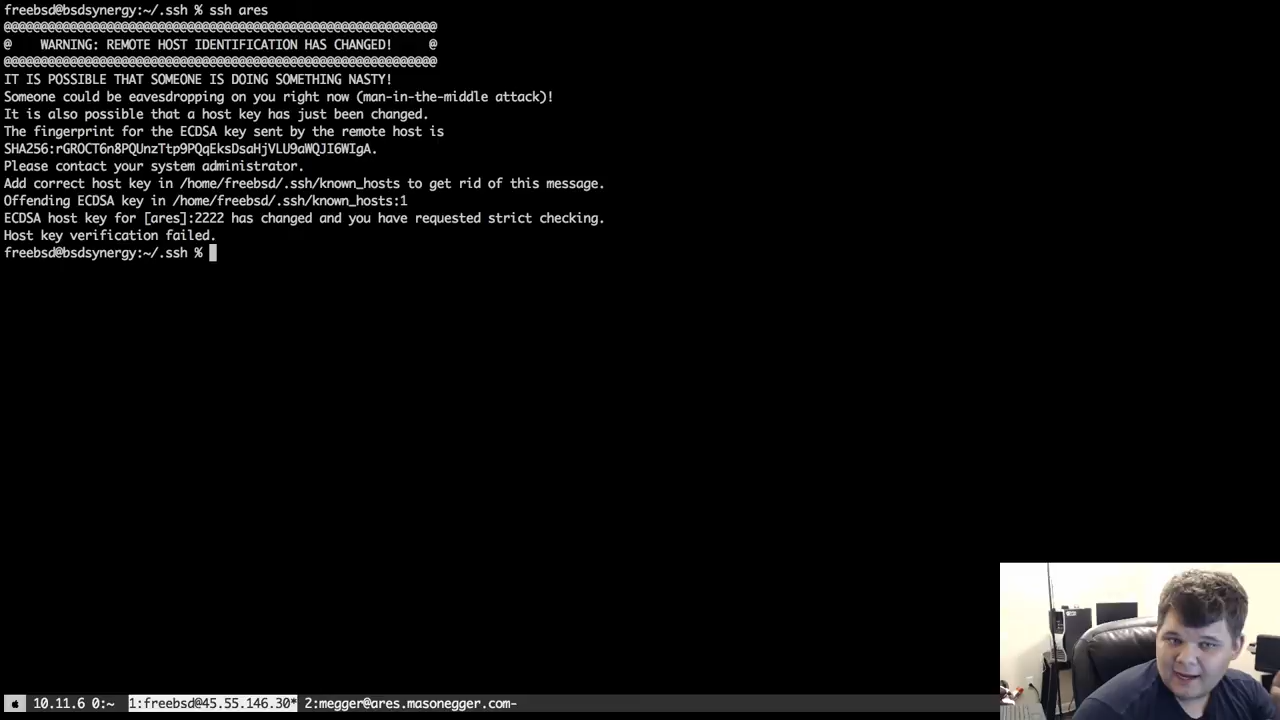 freebsd@bsdsynergy:~/.ssh % ssh ares
@@@@@@@@@@@@@@@@@@@@@@@@@@@@@@@@@@@@@@@@@@@@@@@@@@@@@@@@@@@
@    WARNING: REMOTE HOST IDENTIFICATION HAS CHANGED!     @
@@@@@@@@@@@@@@@@@@@@@@@@@@@@@@@@@@@@@@@@@@@@@@@@@@@@@@@@@@@
IT IS POSSIBLE THAT SOMEONE IS DOING SOMETHING NASTY!
Someone could be eavesdropping on you right now (man-in-the-middle attack)!
It is also possible that a host key has just been changed.
The fingerprint for the ECDSA key sent by the remote host is
SHA256:rGROCT6n8PQUnzTtp9PQqEksDsaHjVLU9aWQJI6WIgA.
Please contact your system administrator.
Add correct host key in /home/freebsd/.ssh/known_hosts to get rid of this message.
Offending ECDSA key in /home/freebsd/.ssh/known_hosts:1
ECDSA host key for [ares]:2222 has changed and you have requested strict checking.
Host key verification failed.
freebsd@bsdsynergy:~/.ssh %
10.11.6 0:~ 1:freebsd@45.55.146.30* 2:megger@ares.masonegger.com-